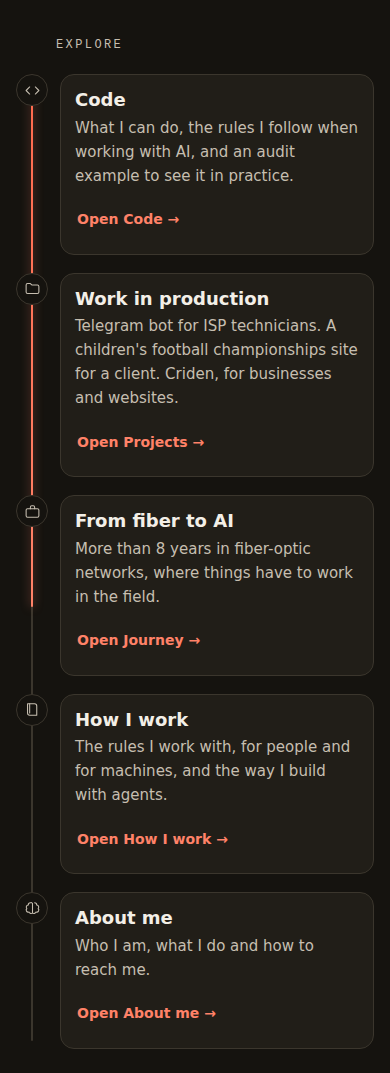 EXPLORE
Code
What I can do, the rules I follow when
working with AI, and an audit
example to see it in practice.
Open Code →
Work in production
Telegram bot for ISP technicians. A
children's football championships site
for a client. Criden, for businesses
and websites.
Open Projects →
From fiber to AI
More than 8 years in fiber-optic
networks, where things have to work
in the field.
Open Journey →
How I work
The rules I work with, for people and
for machines, and the way I build
with agents.
Open How I work →
About me
Who I am, what I do and how to
reach me.
Open About me →